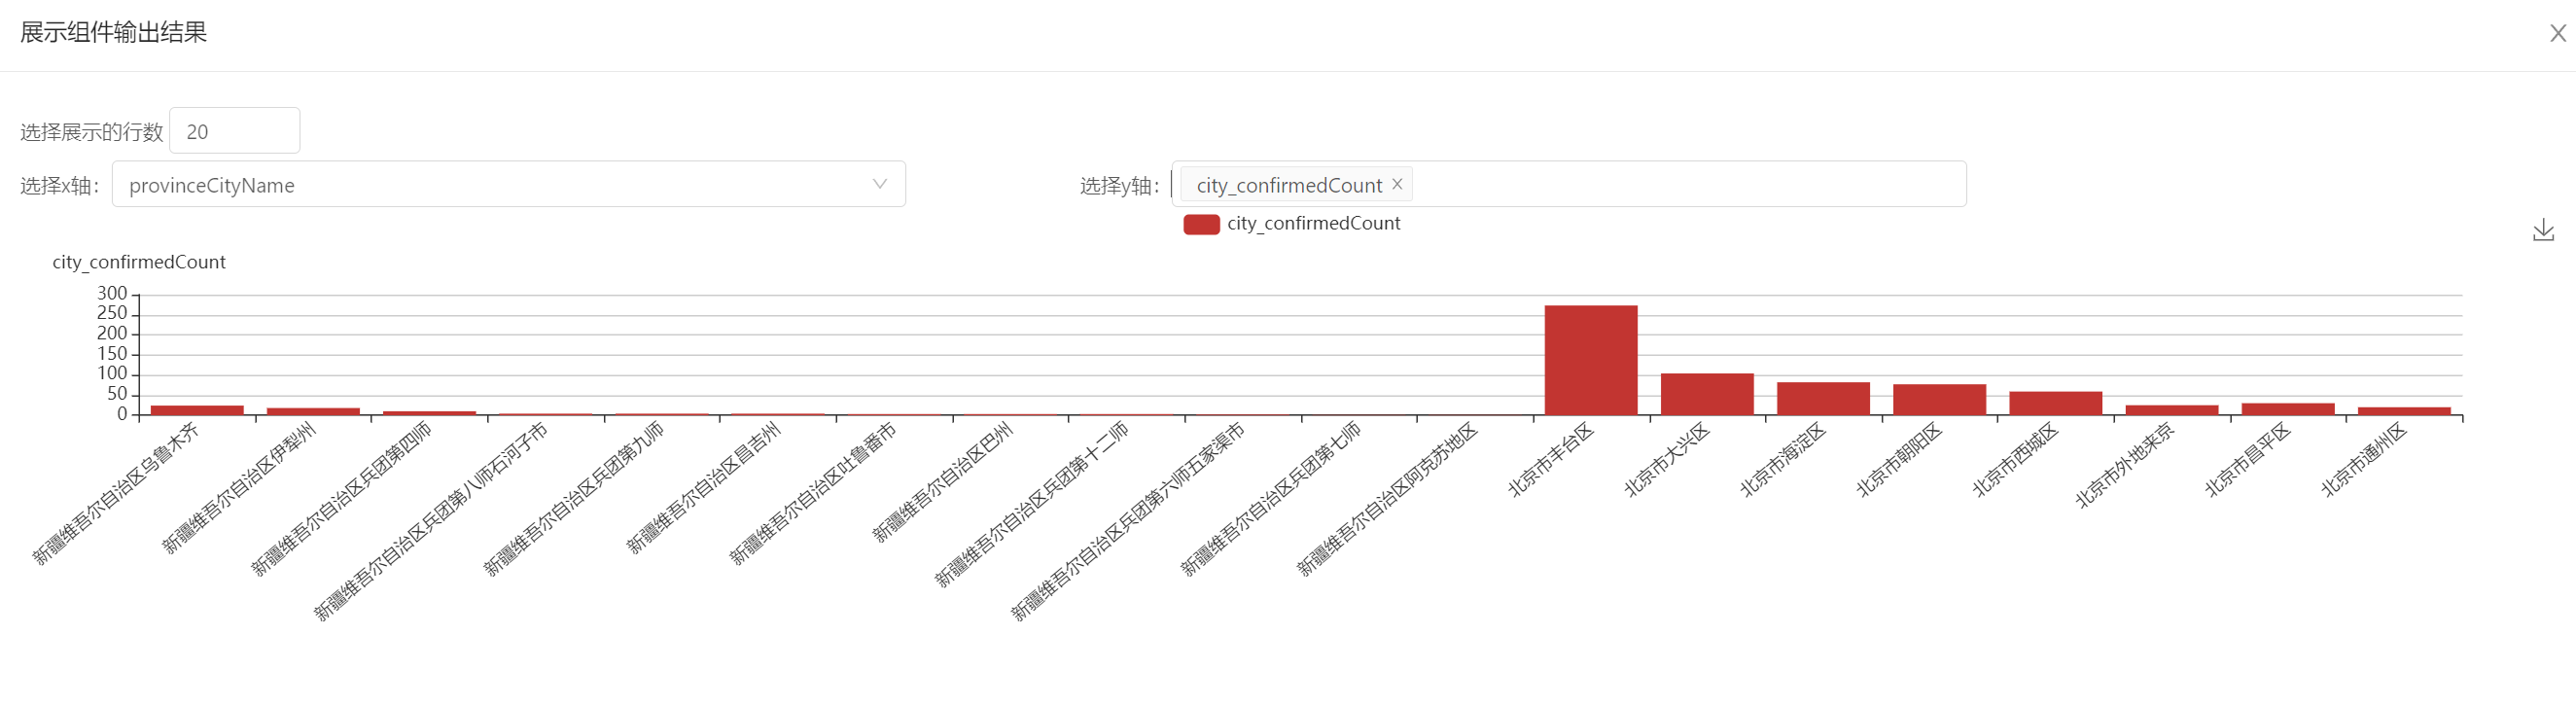 展示组件输出结果
选择展示的行数 20
选择x轴: provinceCityName
选择y轴: city_confirmedCount
city_confirmedCount
city_confirmedCount
300
250
200
150
100
50
0
新疆维吾尔自治区乌鲁木齐
新疆维吾尔自治区伊犁州
新疆维吾尔自治区兵团第四师
新疆维吾尔自治区兵团第八师石河子市
新疆维吾尔自治区兵团第九师
新疆维吾尔自治区昌吉州
新疆维吾尔自治区吐鲁番市
新疆维吾尔自治区巴州
新疆维吾尔自治区兵团第十二师
新疆维吾尔自治区兵团第六师五家渠市
新疆维吾尔自治区兵团第七师
新疆维吾尔自治区阿克苏地区
北京市丰台区
北京市大兴区
北京市海淀区
北京市朝阳区
北京市西城区
北京市外地来京
北京市昌平区
北京市通州区